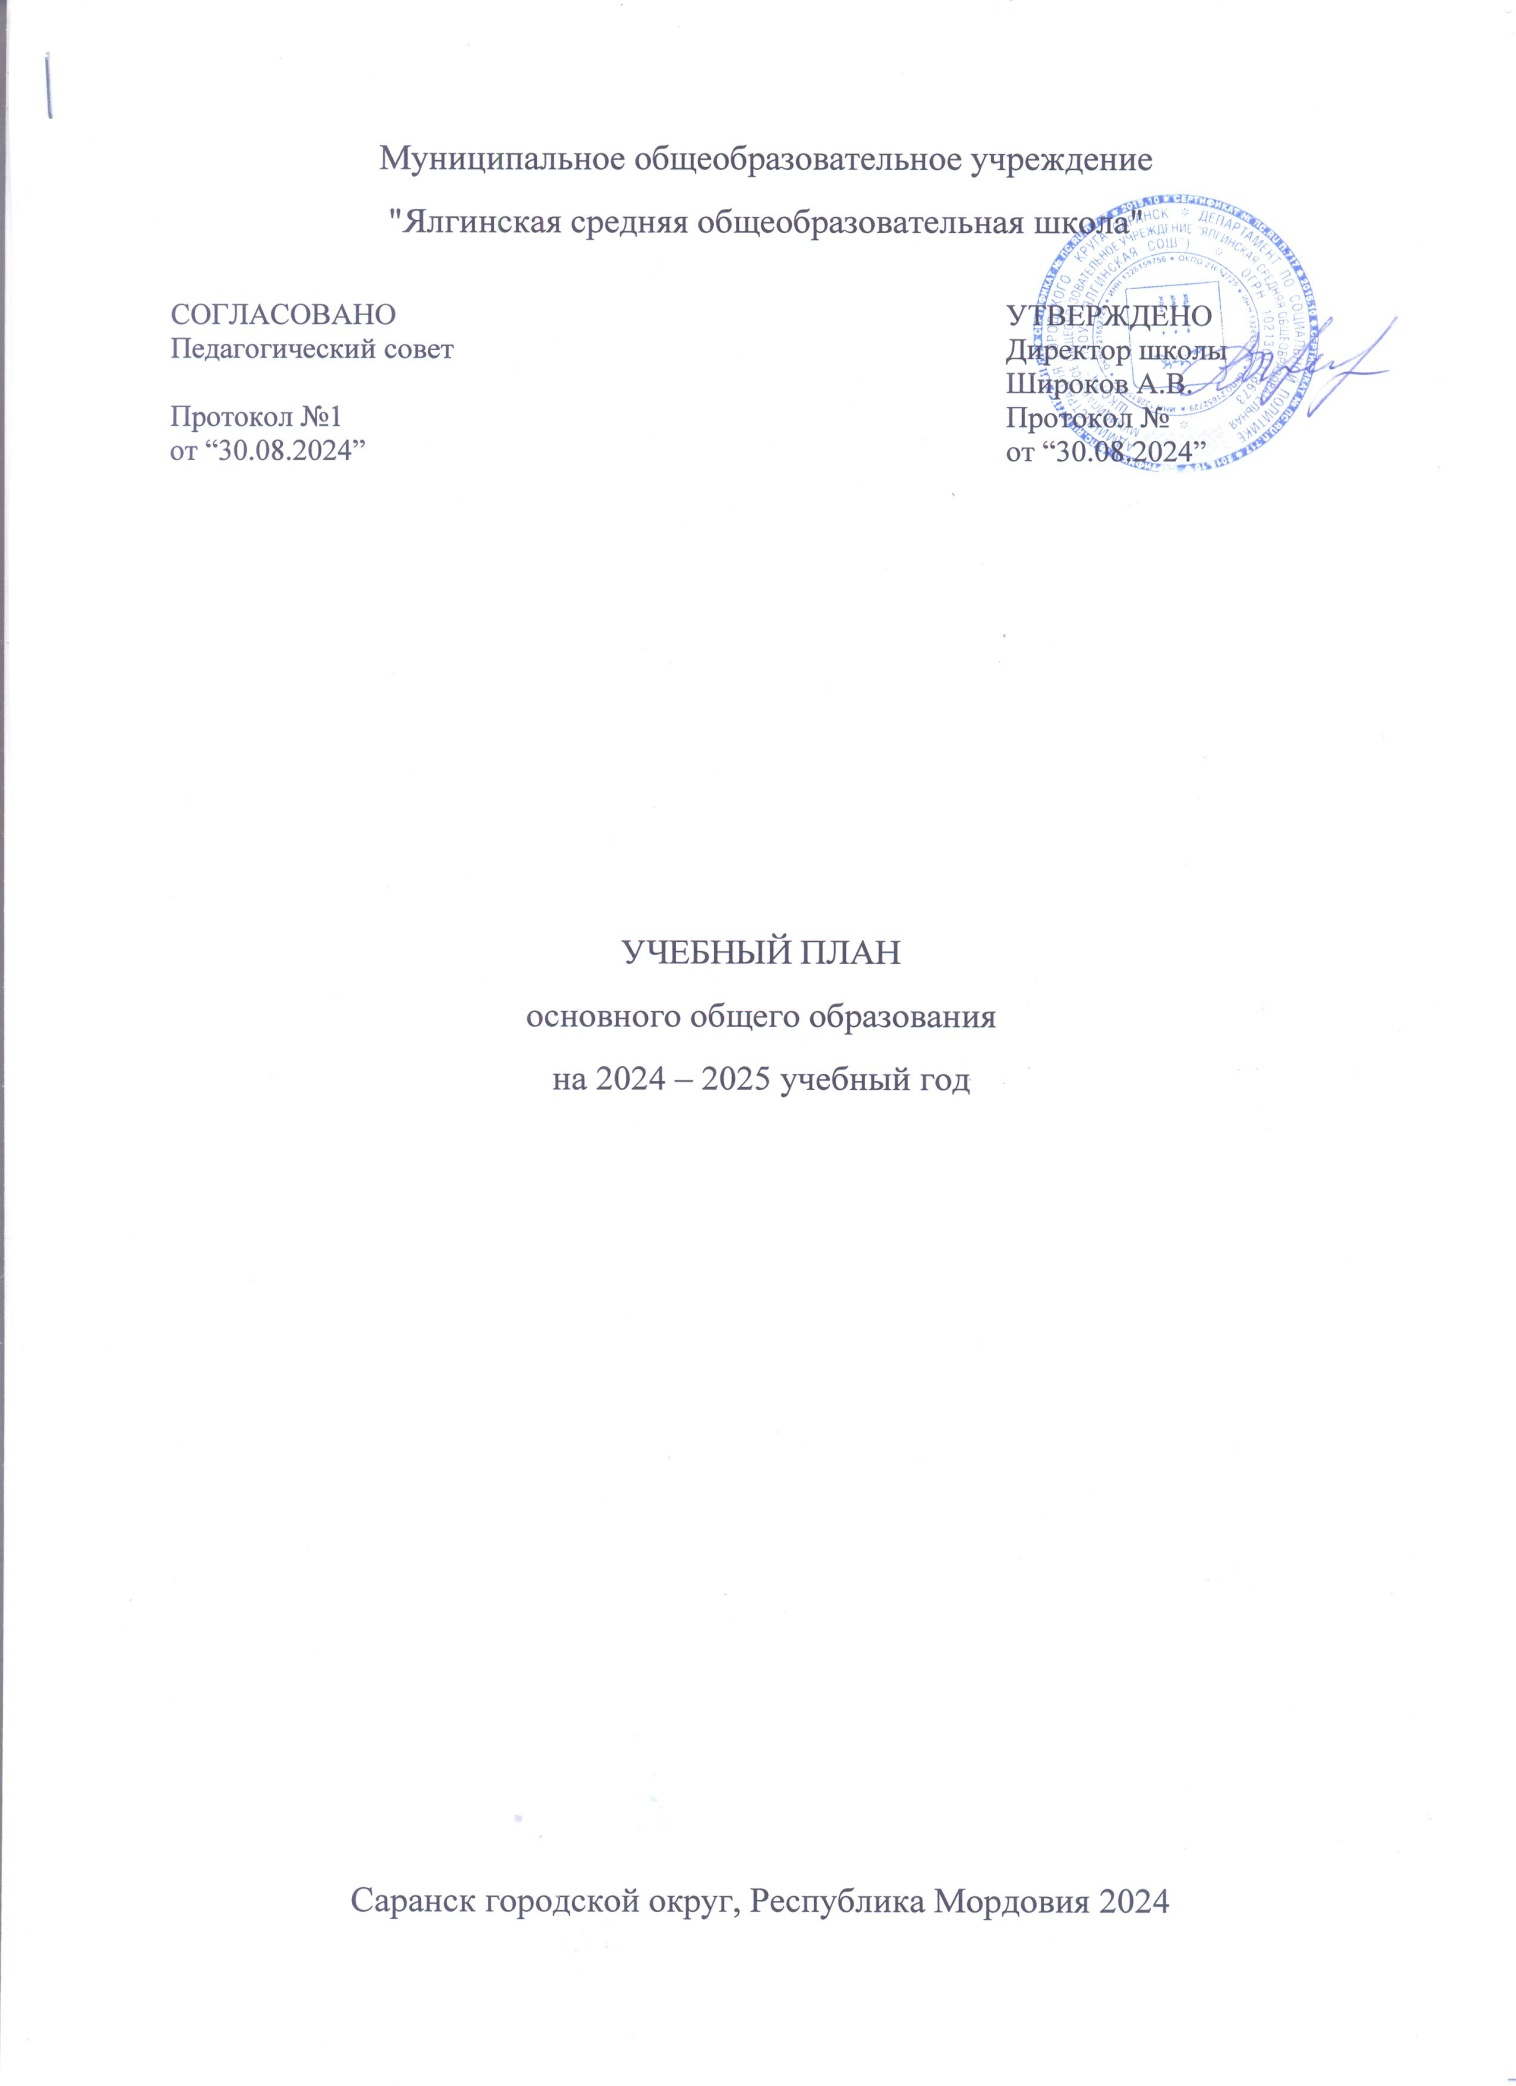 Муниципальное общеобразовательное учреждение
"Ялгинская средняя общеобразовательная школа"
СОГЛАСОВАНО
Педагогический совет
Протокол №1
от “30.08.2024”
УТВЕРЖДЕНО
Директор школы
Широков А.В.
Протокол №
от “30.08.2024”
УЧЕБНЫЙ ПЛАН
основного общего образования
на 2024 – 2025 учебный год
Саранск городской округ, Республика Мордовия 2024